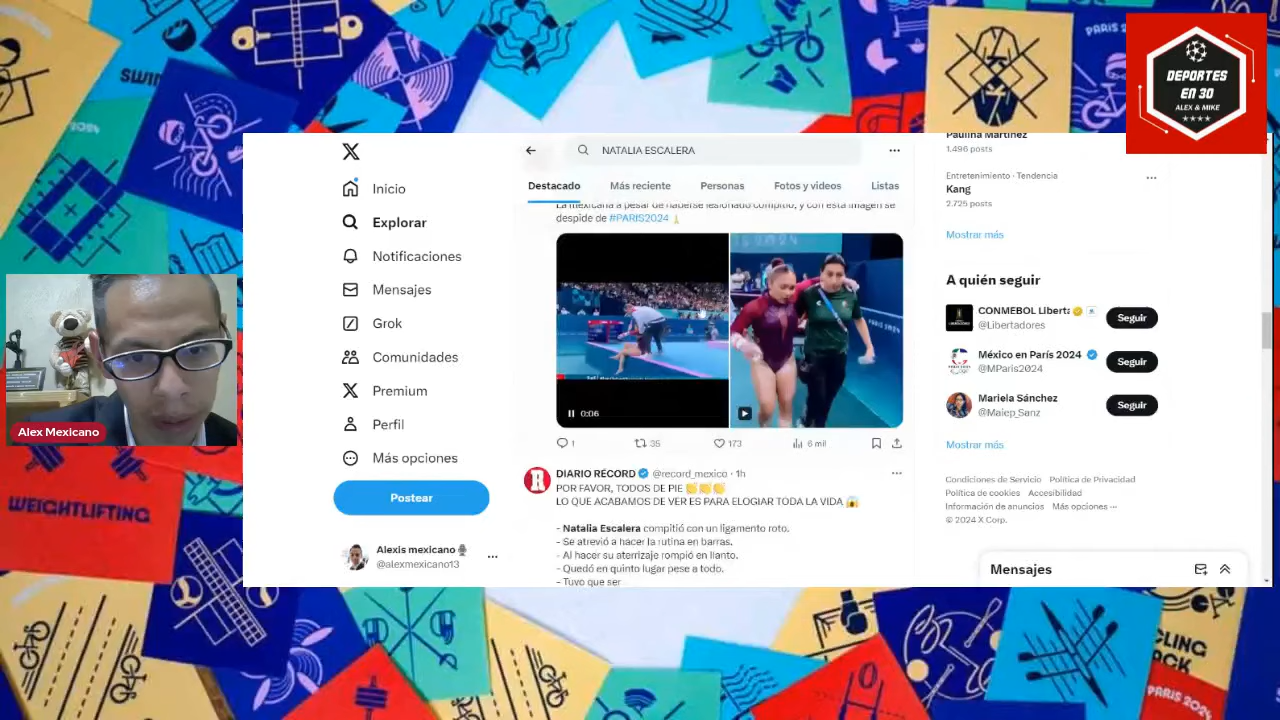 SWIM
PARIS 2
DEPORTES
EN 30
ALEX & MIKE
NATALIA ESCALERA
Inicio
Explorar
Notificaciones
Mensajes
Grok
Comunidades
Premium
Perfil
Más opciones
Postear
Alexis mexicano
@alexmexicano13
Destacado
Más reciente
Personas
Fotos y videos
Listas
La mexicana a pesar de haberse lesionado compitió, y con esta imagen se
despide de #PARIS2024
0:06
1
35
173
6 mil
DIARIO RÉCORD @record_mexico · 1h
POR FAVOR, TODOS DE PIE
LO QUE ACABAMOS DE VER ES PARA ELOGIAR TODA LA VIDA
- Natalia Escalera compitió con un ligamento roto.
- Se atrevió a hacer la rutina en barras.
- Al hacer su aterrizaje rompió en llanto.
- Quedó en quinto lugar pese a todo.
- Tuvo que ser
Paulina Martínez
1.496 posts
Entretenimiento · Tendencia
Kang
2.725 posts
Mostrar más
A quién seguir
CONMEBOL Liberta
@Libertadores
Seguir
México en París 2024
@MParis2024
Seguir
Mariela Sánchez
@Maiep_Sanz
Seguir
Mostrar más
Condiciones de Servicio Política de Privacidad
Política de cookies Accesibilidad
Información de anuncios Más opciones ···
© 2024 X Corp.
Mensajes
Alex Mexicano
WEIGHTLIFTING
CLING
CK
PARIS 2024